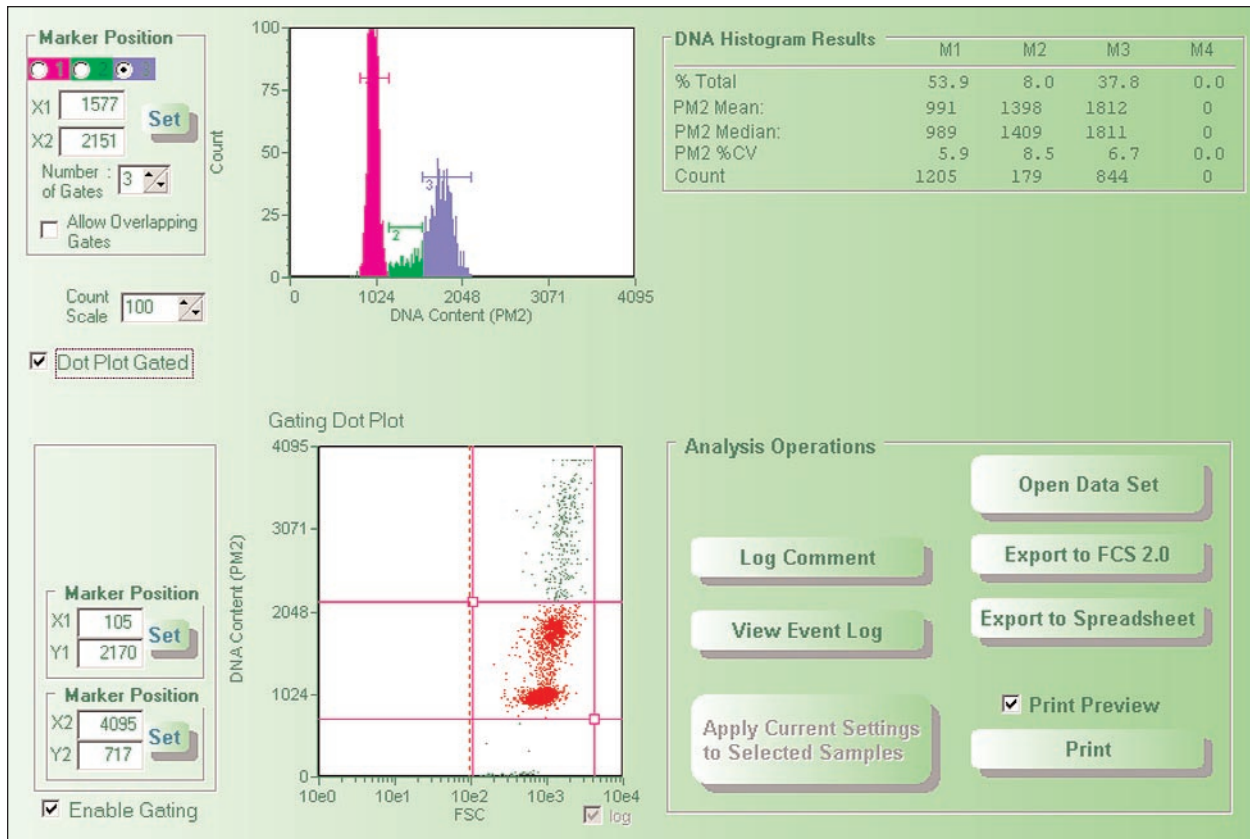 Marker Position
1 2 3
X1 1577
X2 2151
Set
Number :
of Gates 3
Allow Overlapping
Gates
Count
Scale 100
Dot Plot Gated
Count
100
75
50
25
0
1
2
3
0 1024 2048 3071 4095
DNA Content (PM2)
DNA Histogram Results M1 M2 M3 M4
% Total 53.9 8.0 37.8 0.0
PM2 Mean: 991 1398 1812 0
PM2 Median: 989 1409 1811 0
PM2 %CV 5.9 8.5 6.7 0.0
Count 1205 179 844 0
Marker Position
X1 105
Y1 2170
Set
Marker Position
X2 4095
Y2 717
Set
Enable Gating
Gating Dot Plot
DNA Content (PM2)
4095
3071
2048
1024
0
10e0 10e1 10e2 10e3 10e4
FSC
log
Analysis Operations
Open Data Set
Log Comment
Export to FCS 2.0
View Event Log
Export to Spreadsheet
Apply Current Settings
to Selected Samples
Print Preview
Print